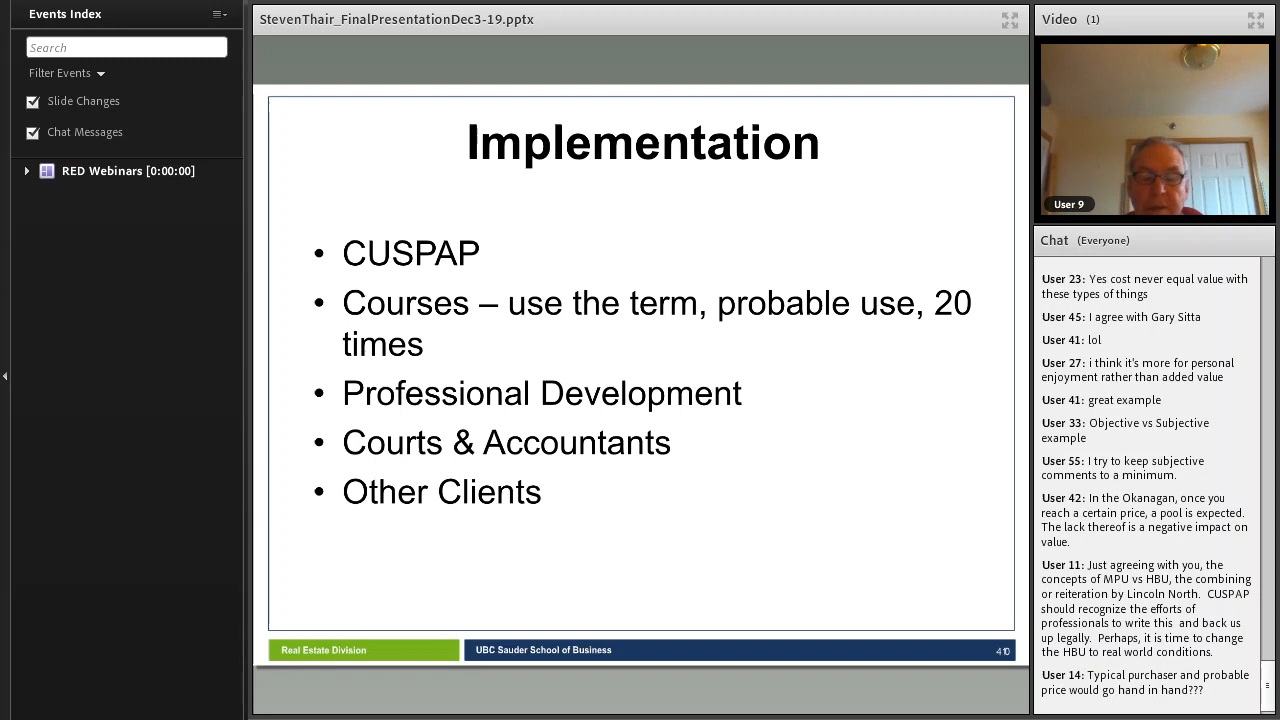 Events Index
Search
Filter Events
Slide Changes
Chat Messages
RED Webinars [0:00:00]
StevenThair_FinalPresentationDec3-19.pptx
Implementation
• CUSPAP
• Courses – use the term, probable use, 20
times
• Professional Development
• Courts & Accountants
• Other Clients
Real Estate Division
UBC Sauder School of Business
Video (1)
User 9
Chat (Everyone)
User 23: Yes cost never equal value with
these types of things
User 45: I agree with Gary Sitta
User 41: lol
User 27: i think it's more for personal
enjoyment rather than added value
User 41: great example
User 33: Objective vs Subjective
example
User 55: I try to keep subjective
comments to a minimum.
User 42: In the Okanagan, once you
reach a certain price, a pool is expected.
The lack thereof is a negative impact on
value.
User 11: Just agreeing with you, the
concepts of MPU vs HBU, the combining
or reiteration by Lincoln North. CUSPAP
should recognize the efforts of
professionals to write this and back us
up legally. Perhaps, it is time to change
the HBU to real world conditions.
User 14: Typical purchaser and probable
price would go hand in hand???